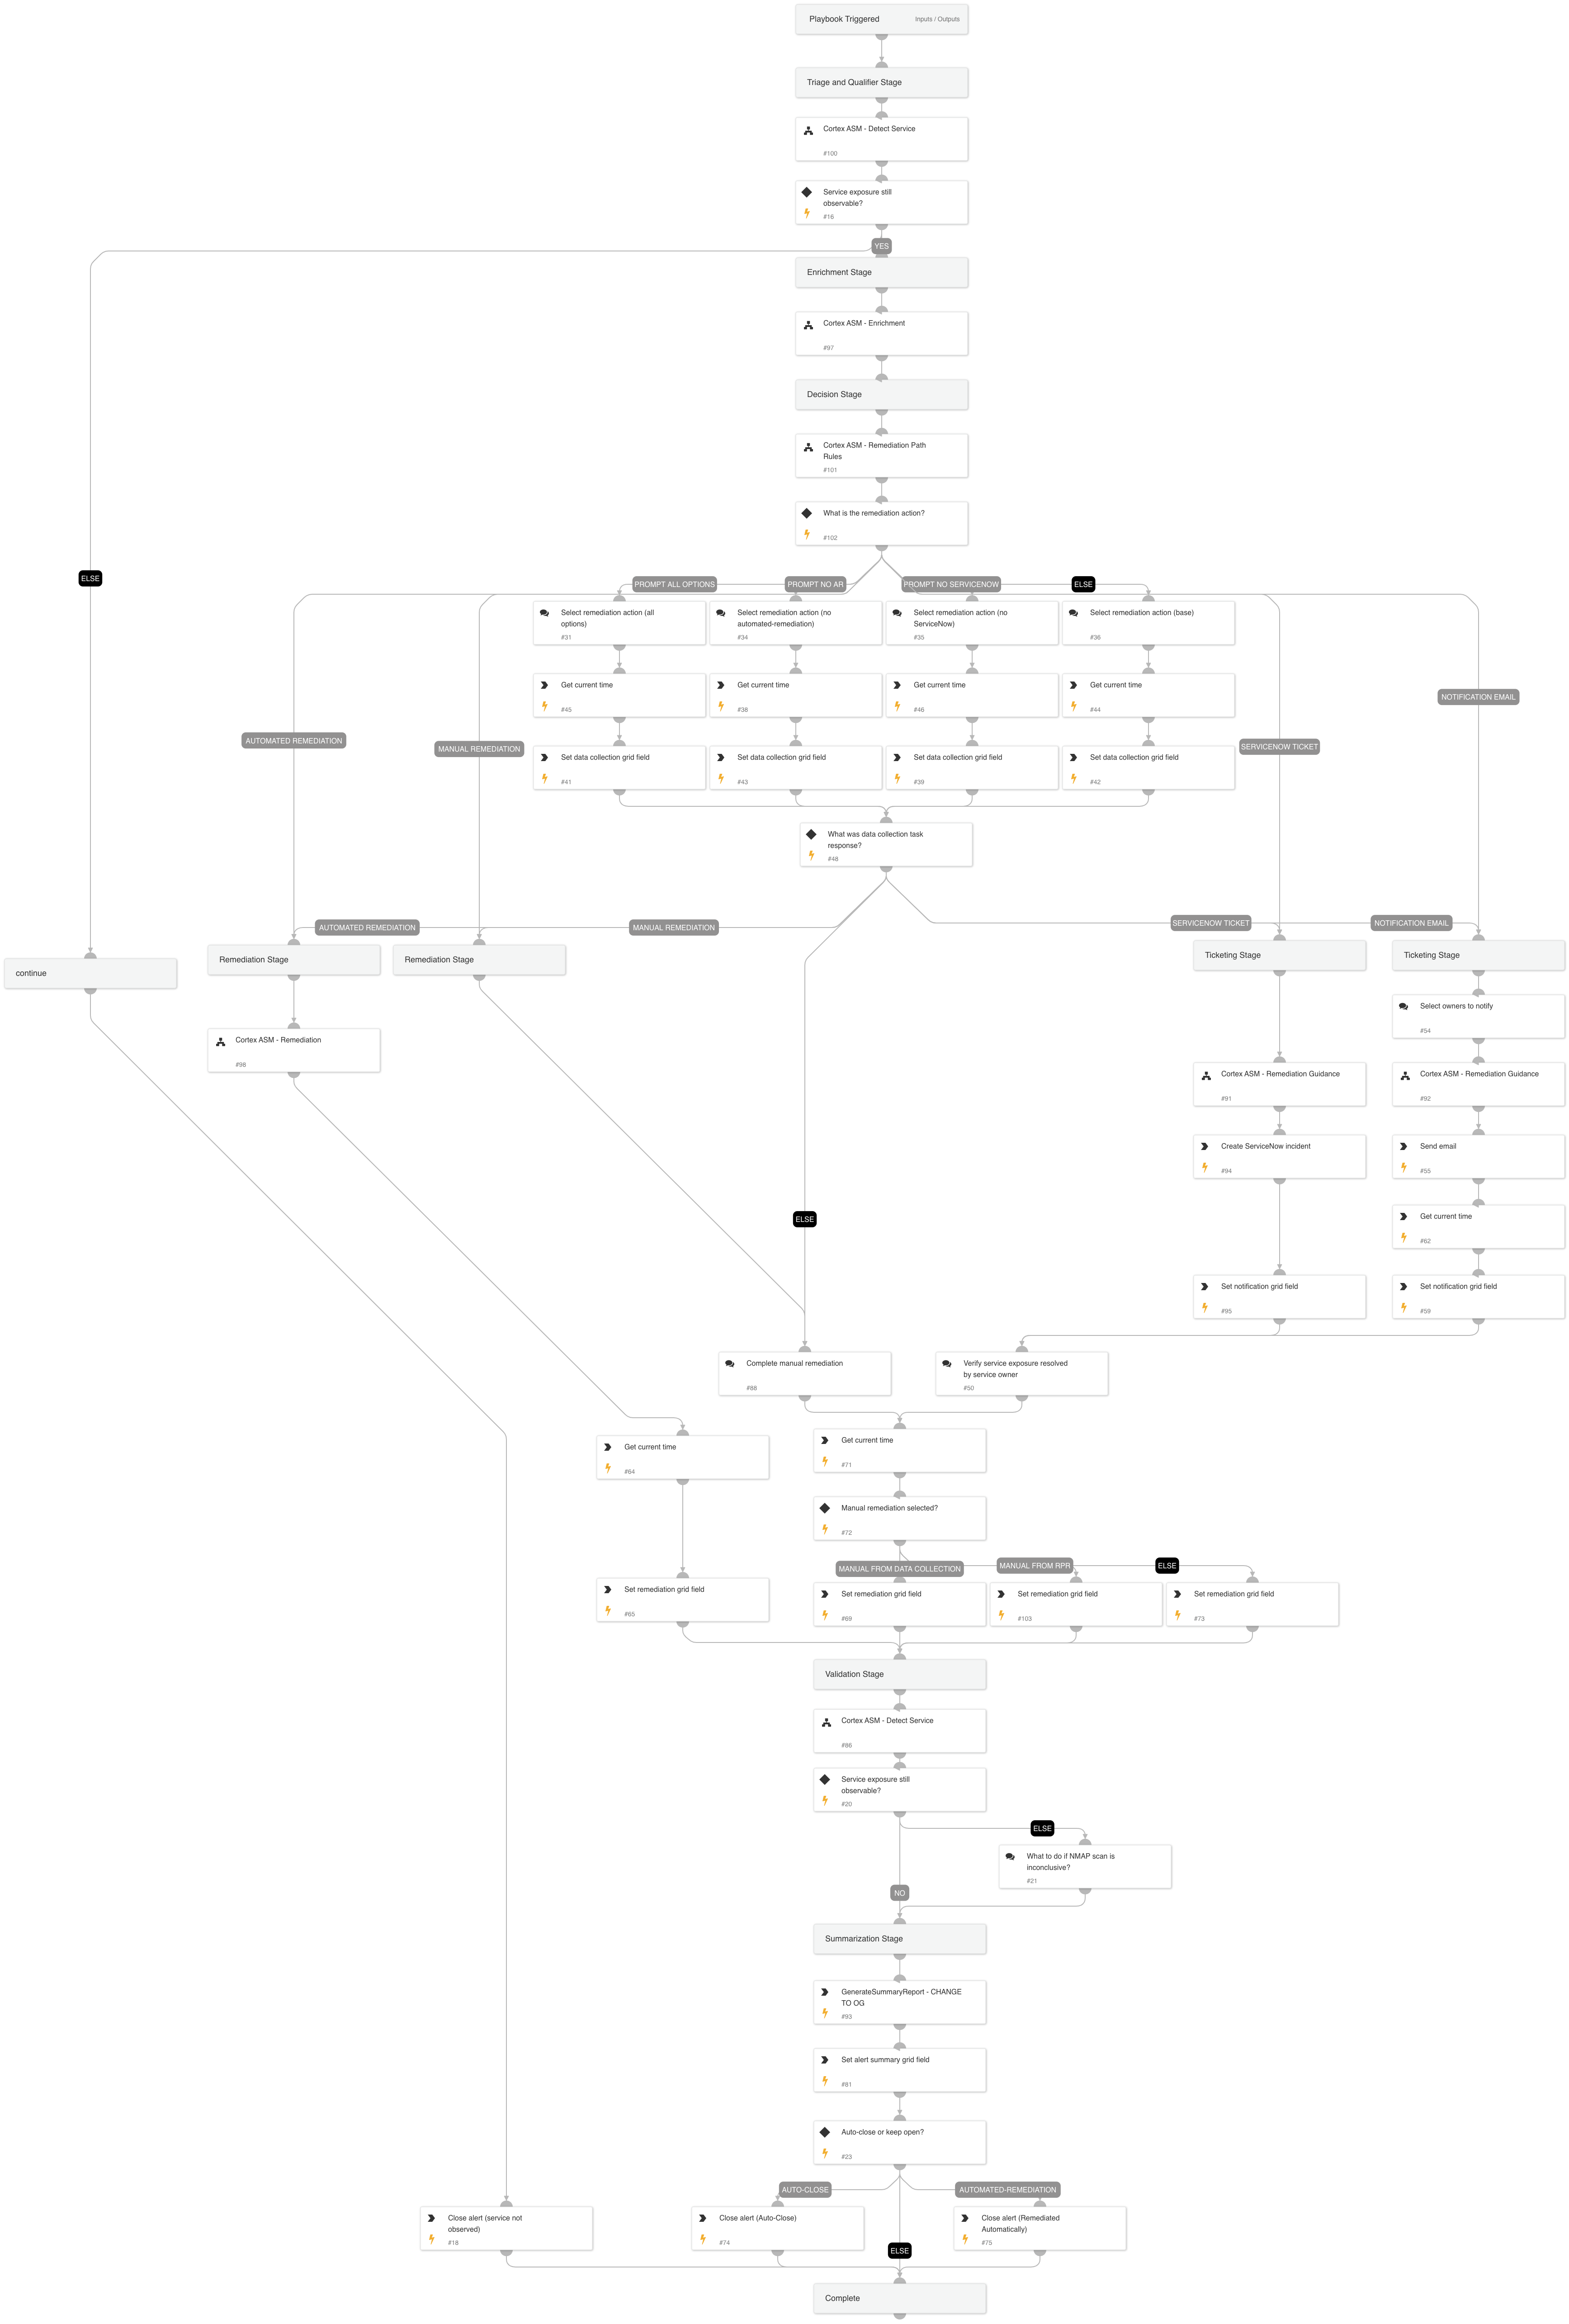 Playbook Triggered
Inputs / Outputs
Triage and Qualifier Stage
Cortex ASM - Detect Service
#100
Service exposure still
observable?
#16
YES
Enrichment Stage
Cortex ASM - Enrichment
#97
Decision Stage
Cortex ASM - Remediation Path
Rules
#101
What is the remediation action?
#102
ELSE
PROMPT ALL OPTIONS
PROMPT NO AR
PROMPT NO SERVICENOW
ELSE
Select remediation action (all
options)
#31
Select remediation action (no
automated-remediation)
#34
Select remediation action (no
ServiceNow)
#35
Select remediation action (base)
#36
Get current time
#45
Get current time
#38
Get current time
#46
Get current time
#44
NOTIFICATION EMAIL
AUTOMATED REMEDIATION
MANUAL REMEDIATION
SERVICENOW TICKET
Set data collection grid field
#41
Set data collection grid field
#43
Set data collection grid field
#39
Set data collection grid field
#42
What was data collection task
response?
#48
AUTOMATED REMEDIATION
MANUAL REMEDIATION
SERVICENOW TICKET
NOTIFICATION EMAIL
continue
Remediation Stage
Remediation Stage
Ticketing Stage
Ticketing Stage
Select owners to notify
#54
Cortex ASM - Remediation
#98
Cortex ASM - Remediation Guidance
#91
Cortex ASM - Remediation Guidance
#92
Create ServiceNow incident
#94
Send email
#55
ELSE
Get current time
#62
Set notification grid field
#95
Set notification grid field
#59
Complete manual remediation
#88
Verify service exposure resolved
by service owner
#50
Get current time
#64
Get current time
#71
Manual remediation selected?
#72
MANUAL FROM DATA COLLECTION
MANUAL FROM RPR
ELSE
Set remediation grid field
#65
Set remediation grid field
#69
Set remediation grid field
#103
Set remediation grid field
#73
Validation Stage
Cortex ASM - Detect Service
#86
Service exposure still
observable?
#20
ELSE
What to do if NMAP scan is
inconclusive?
#21
NO
Summarization Stage
GenerateSummaryReport - CHANGE
TO OG
#93
Set alert summary grid field
#81
Auto-close or keep open?
#23
AUTO-CLOSE
AUTOMATED-REMEDIATION
Close alert (service not
observed)
#18
Close alert (Auto-Close)
#74
Close alert (Remediated
Automatically)
#75
ELSE
Complete